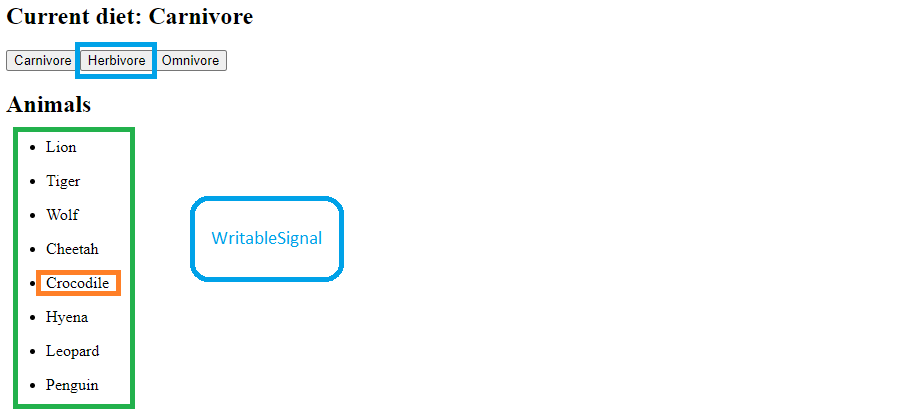 Current diet: Carnivore
Carnivore Herbivore Omnivore
Animals
Lion
Tiger
Wolf
WritableSignal
Cheetah
Crocodile
Hyena
Leopard
Penguin